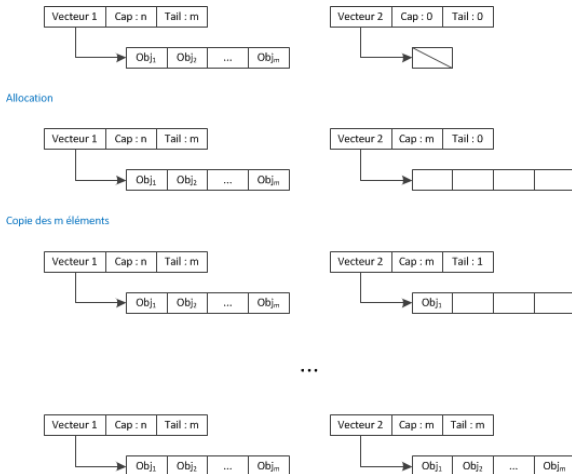 Vecteur 1 Cap : n Tail : m Vecteur 2 Cap : 0 Tail : 0
Obj₁ Obj₂ ... Objₘ
Allocation
Vecteur 1 Cap : n Tail : m Vecteur 2 Cap : m Tail : 0
Obj₁ Obj₂ ... Objₘ
Copie des m éléments
Vecteur 1 Cap : n Tail : m Vecteur 2 Cap : m Tail : 1
Obj₁ Obj₂ ... Objₘ Obj₁
...
Vecteur 1 Cap : n Tail : m Vecteur 2 Cap : m Tail : m
Obj₁ Obj₂ ... Objₘ Obj₁ Obj₂ ... Objₘ